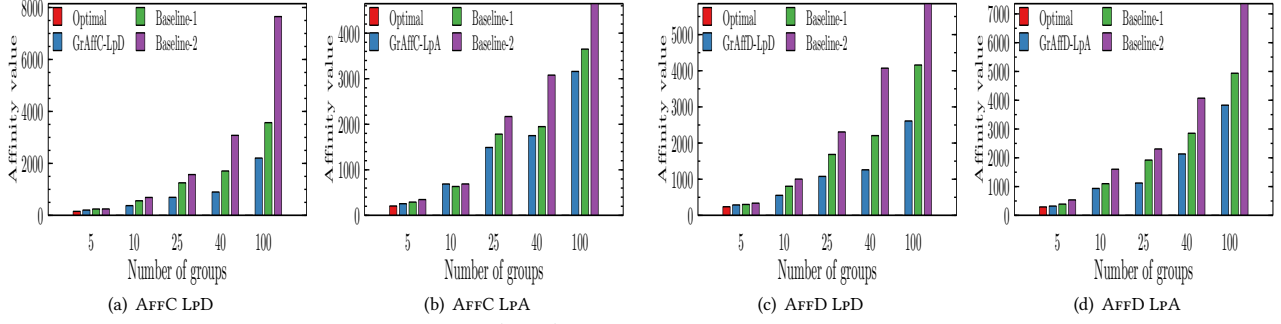 Affinity value
8000
6000
4000
2000
0
Optimal
GrAffC-LpD
Baseline-1
Baseline-2
5 10 25 40 100
Number of groups
(a) AffC LpD
Affinity value
4000
3000
2000
1000
0
Optimal
GrAffC-LpA
Baseline-1
Baseline-2
5 10 25 40 100
Number of groups
(b) AffC LpA
Affinity value
5000
4000
3000
2000
1000
0
Optimal
GrAffD-LpD
Baseline-1
Baseline-2
5 10 25 40 100
Number of groups
(c) AffD LpD
Affinity value
7000
6000
5000
4000
3000
2000
1000
0
Optimal
GrAffD-LpA
Baseline-1
Baseline-2
5 10 25 40 100
Number of groups
(d) AffD LpA